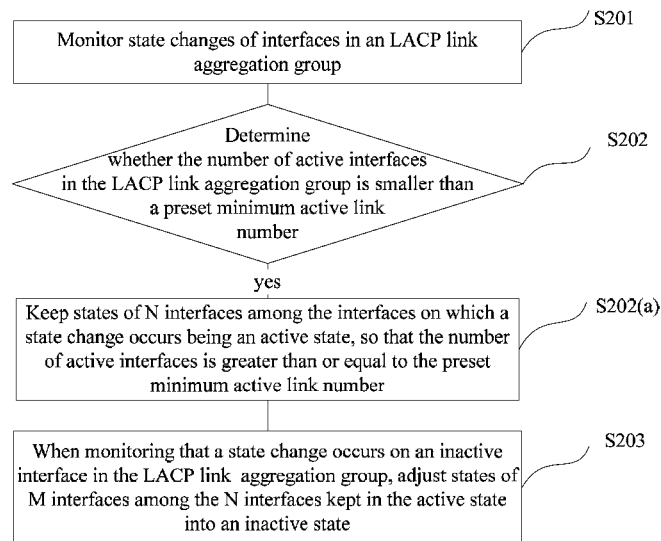 S201
Monitor state changes of interfaces in an LACP link
aggregation group
Determine
whether the number of active interfaces
in the LACP link aggregation group is smaller than
a preset minimum active link
number
S202
yes
Keep states of N interfaces among the interfaces on which a
state change occurs being an active state, so that the number
of active interfaces is greater than or equal to the preset
minimum active link number
S202(a)
When monitoring that a state change occurs on an inactive
interface in the LACP link aggregation group, adjust states of
M interfaces among the N interfaces kept in the active state
into an inactive state
S203